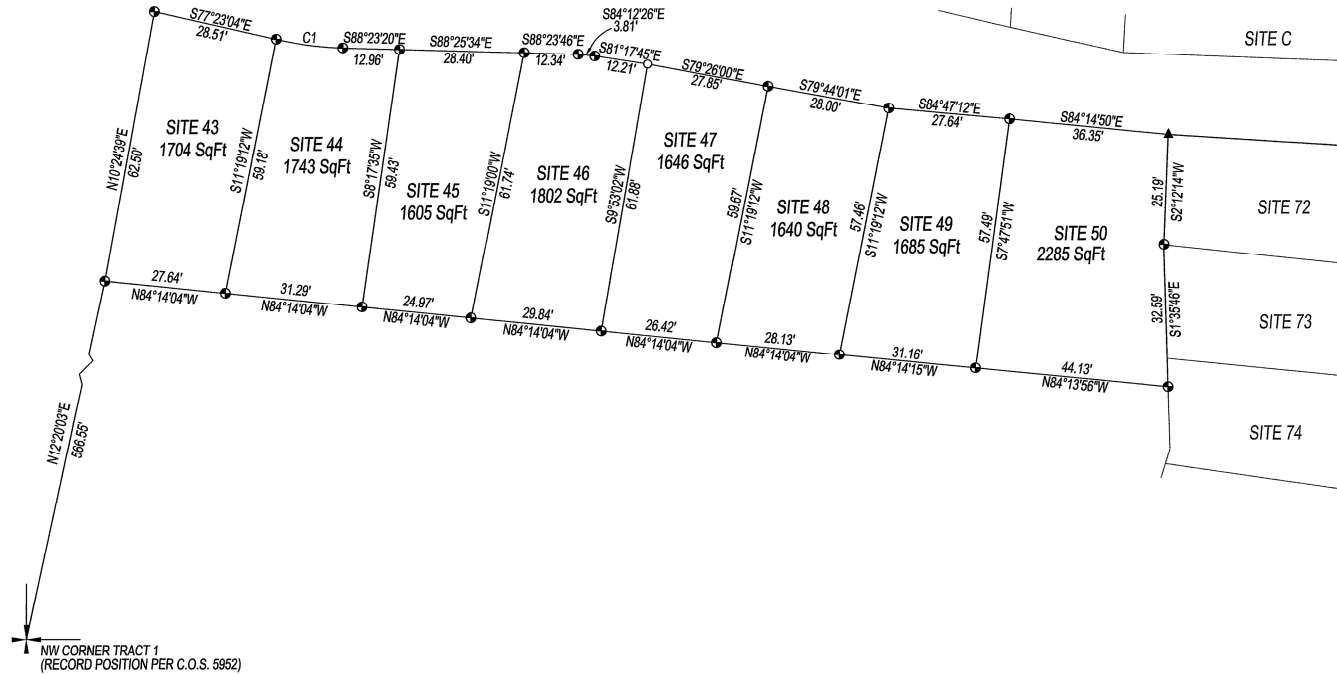 S77°23'04"E
28.51'
C1
S88°23'20"E
12.96'
S88°25'34"E
28.40'
S88°23'46"E
12.34'
S84°12'26"E
3.81'
S81°17'45"E
12.21'
S79°26'00"E
27.85'
S79°44'01"E
28.00'
S84°47'12"E
27.64'
S84°14'50"E
36.35'
SITE C
N10°24'39"E
62.50'
SITE 43
1704 SqFt
S11°19'12"W
59.18'
SITE 44
1743 SqFt
S8°17'35"W
59.43'
SITE 45
1605 SqFt
S11°19'00"W
61.74'
SITE 46
1802 SqFt
S9°53'02"W
61.88'
SITE 47
1646 SqFt
59.67'
S11°19'12"W
SITE 48
1640 SqFt
57.46'
S11°19'12"W
SITE 49
1685 SqFt
57.49'
S7°47'51"W
SITE 50
2285 SqFt
25.19'
S2°12'14"W
32.59'
S1°35'46"E
SITE 72
SITE 73
SITE 74
27.64'
N84°14'04"W
31.29'
N84°14'04"W
24.97'
N84°14'04"W
29.84'
N84°14'04"W
26.42'
N84°14'04"W
28.13'
N84°14'04"W
31.16'
N84°14'15"W
44.13'
N84°13'56"W
N12°20'03"E
566.55'
NW CORNER TRACT 1
(RECORD POSITION PER C.O.S. 5952)